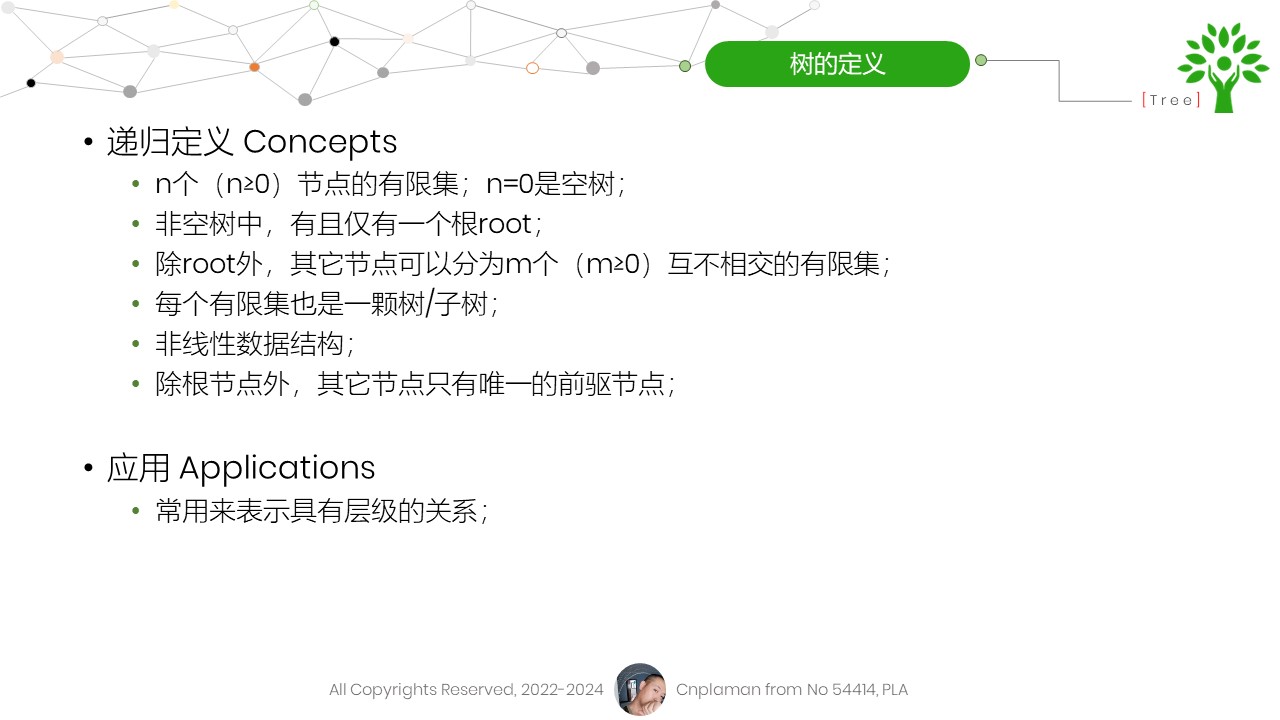 树的定义
[Tree]
• 递归定义 Concepts
• n个（n≥0）节点的有限集；n=0是空树；
• 非空树中，有且仅有一个根root；
• 除root外，其它节点可以分为m个（m≥0）互不相交的有限集；
• 每个有限集也是一颗树/子树；
• 非线性数据结构；
• 除根节点外，其它节点只有唯一的前驱节点；
• 应用 Applications
• 常用来表示具有层级的关系；
All Copyrights Reserved, 2022-2024 Cnplaman from No 54414, PLA